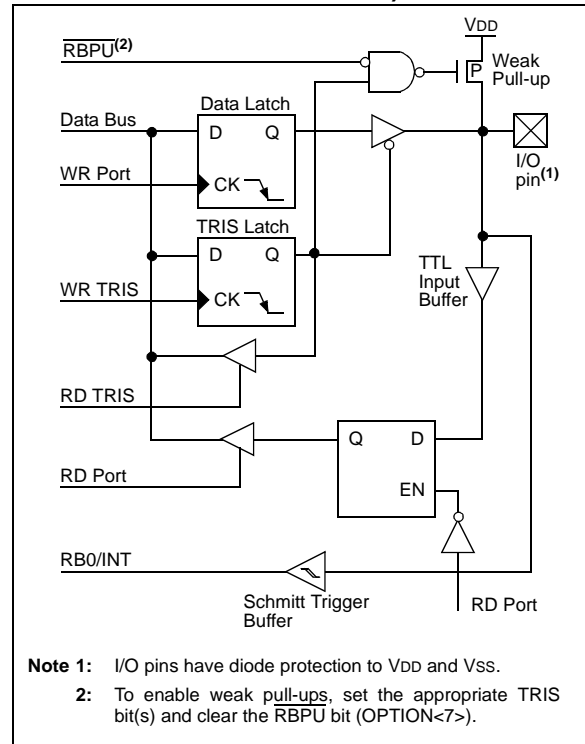 VDD
RBPU(2)
P
Weak
Pull-up
Data Latch
Data Bus
D Q
WR Port
CK
I/O
pin(1)
TRIS Latch
D Q
TTL
Input
Buffer
WR TRIS
CK
RD TRIS
Q D
RD Port
EN
RB0/INT
Schmitt Trigger
Buffer
RD Port
Note 1: I/O pins have diode protection to VDD and VSS.
2: To enable weak pull-ups, set the appropriate TRIS
bit(s) and clear the RBPU bit (OPTION<7>).